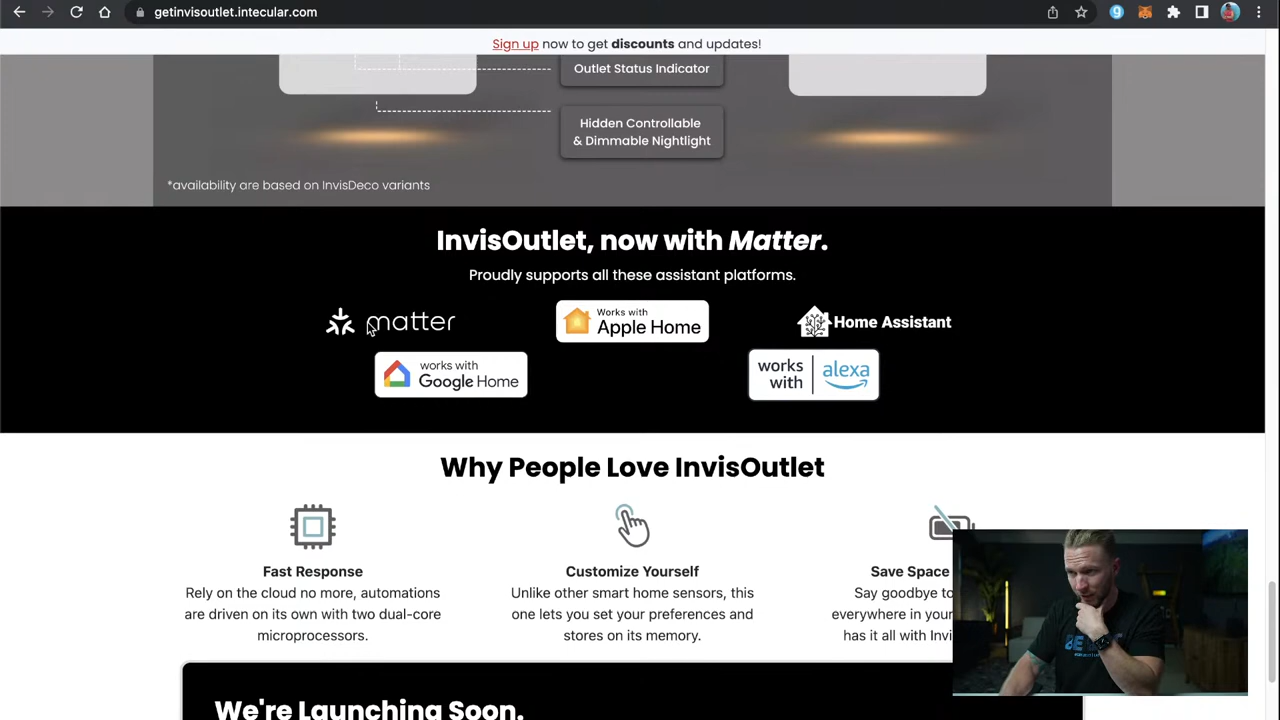 getinvisoutlet.intecular.com
Sign up now to get discounts and updates!
Outlet Status Indicator
Hidden Controllable
& Dimmable Nightlight
*availability are based on InvisDeco variants
InvisOutlet, now with Matter.
Proudly supports all these assistant platforms.
matter
Works with
Apple Home
Home Assistant
works with
Google Home
works
with
alexa
Why People Love InvisOutlet
Fast Response
Customize Yourself
Save Space
Rely on the cloud no more, automations
are driven on its own with two dual-core
microprocessors.
Unlike other smart home sensors, this
one lets you set your preferences and
stores on its memory.
Say goodbye to
everywhere in your
has it all with Invi
We're Launching Soon.